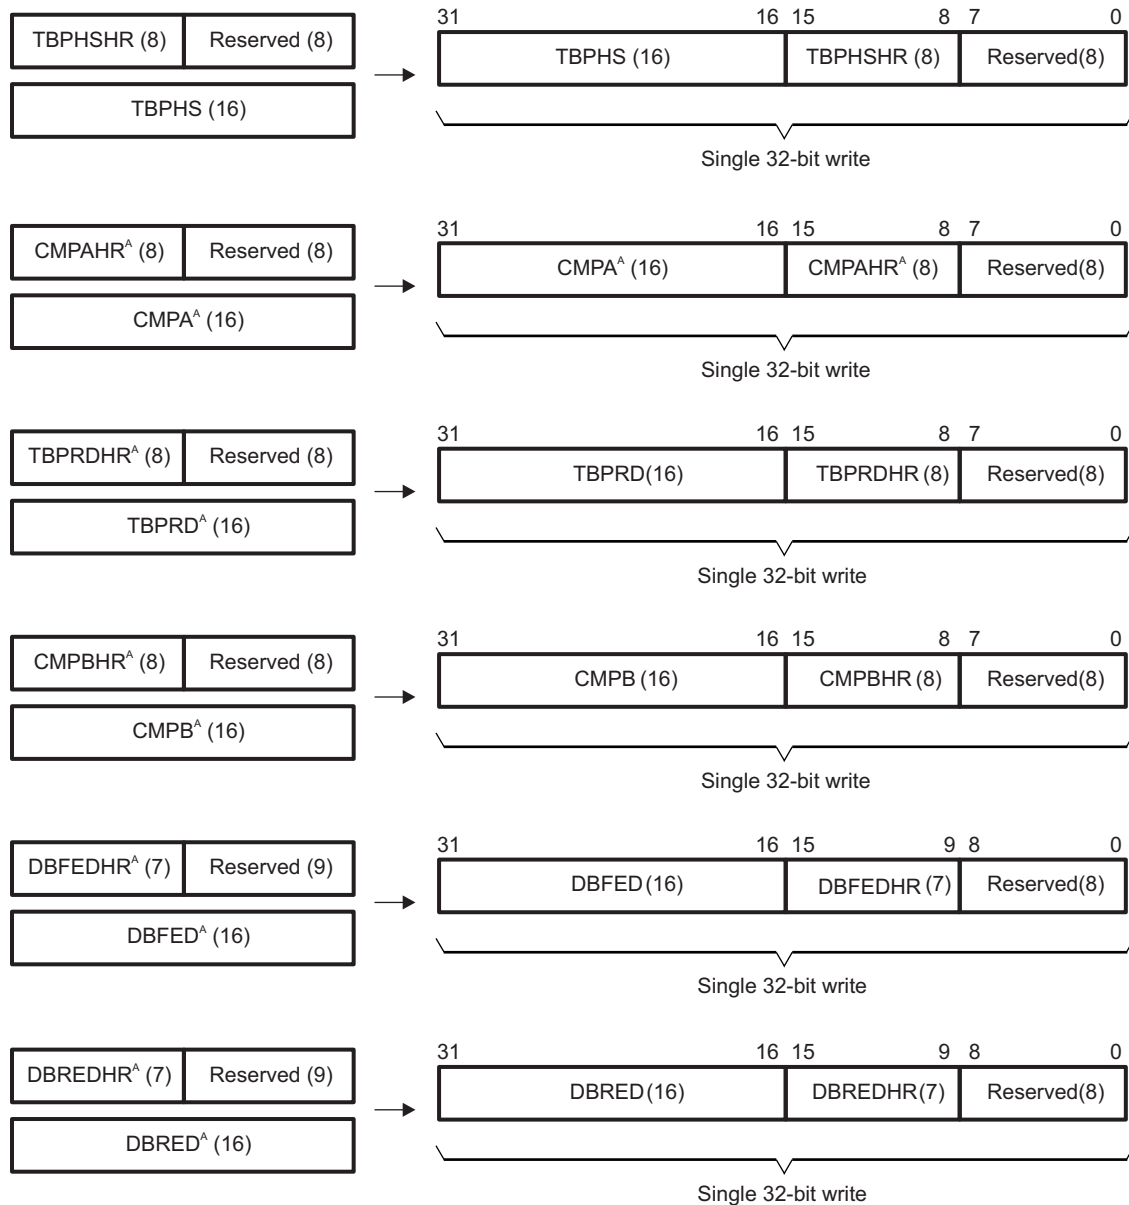 31 16 15 8 7 0
TBPHSHR (8) Reserved (8) TBPHS (16) TBPHSHR (8) Reserved(8)
TBPHS (16)
Single 32-bit write
31 16 15 8 7 0
CMPAHRᴬ (8) Reserved (8) CMPAᴬ (16) CMPAHRᴬ (8) Reserved(8)
CMPAᴬ (16)
Single 32-bit write
31 16 15 8 7 0
TBPRDHRᴬ (8) Reserved (8) TBPRD(16) TBPRDHR (8) Reserved(8)
TBPRDᴬ (16)
Single 32-bit write
31 16 15 8 7 0
CMPBHRᴬ (8) Reserved (8) CMPB (16) CMPBHR (8) Reserved(8)
CMPBᴬ (16)
Single 32-bit write
31 16 15 9 8 0
DBFEDHRᴬ (7) Reserved (9) DBFED(16) DBFEDHR (7) Reserved(8)
DBFEDᴬ (16)
Single 32-bit write
31 16 15 9 8 0
DBREDHRᴬ (7) Reserved (9) DBRED(16) DBREDHR(7) Reserved(8)
DBREDᴬ (16)
Single 32-bit write